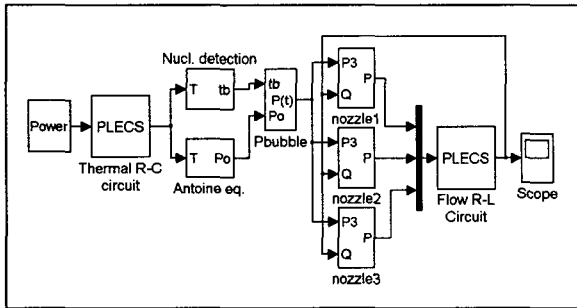 Nucl. detection
T tb
tb
P(t)
Po
Pbubble
Power
PLECS
Thermal R-C
circuit
T Po
Antoine eq.
P3
P
Q
nozzle1
P3
P
Q
nozzle2
P3
P
Q
nozzle3
PLECS
Flow R-L
Circuit
Scope